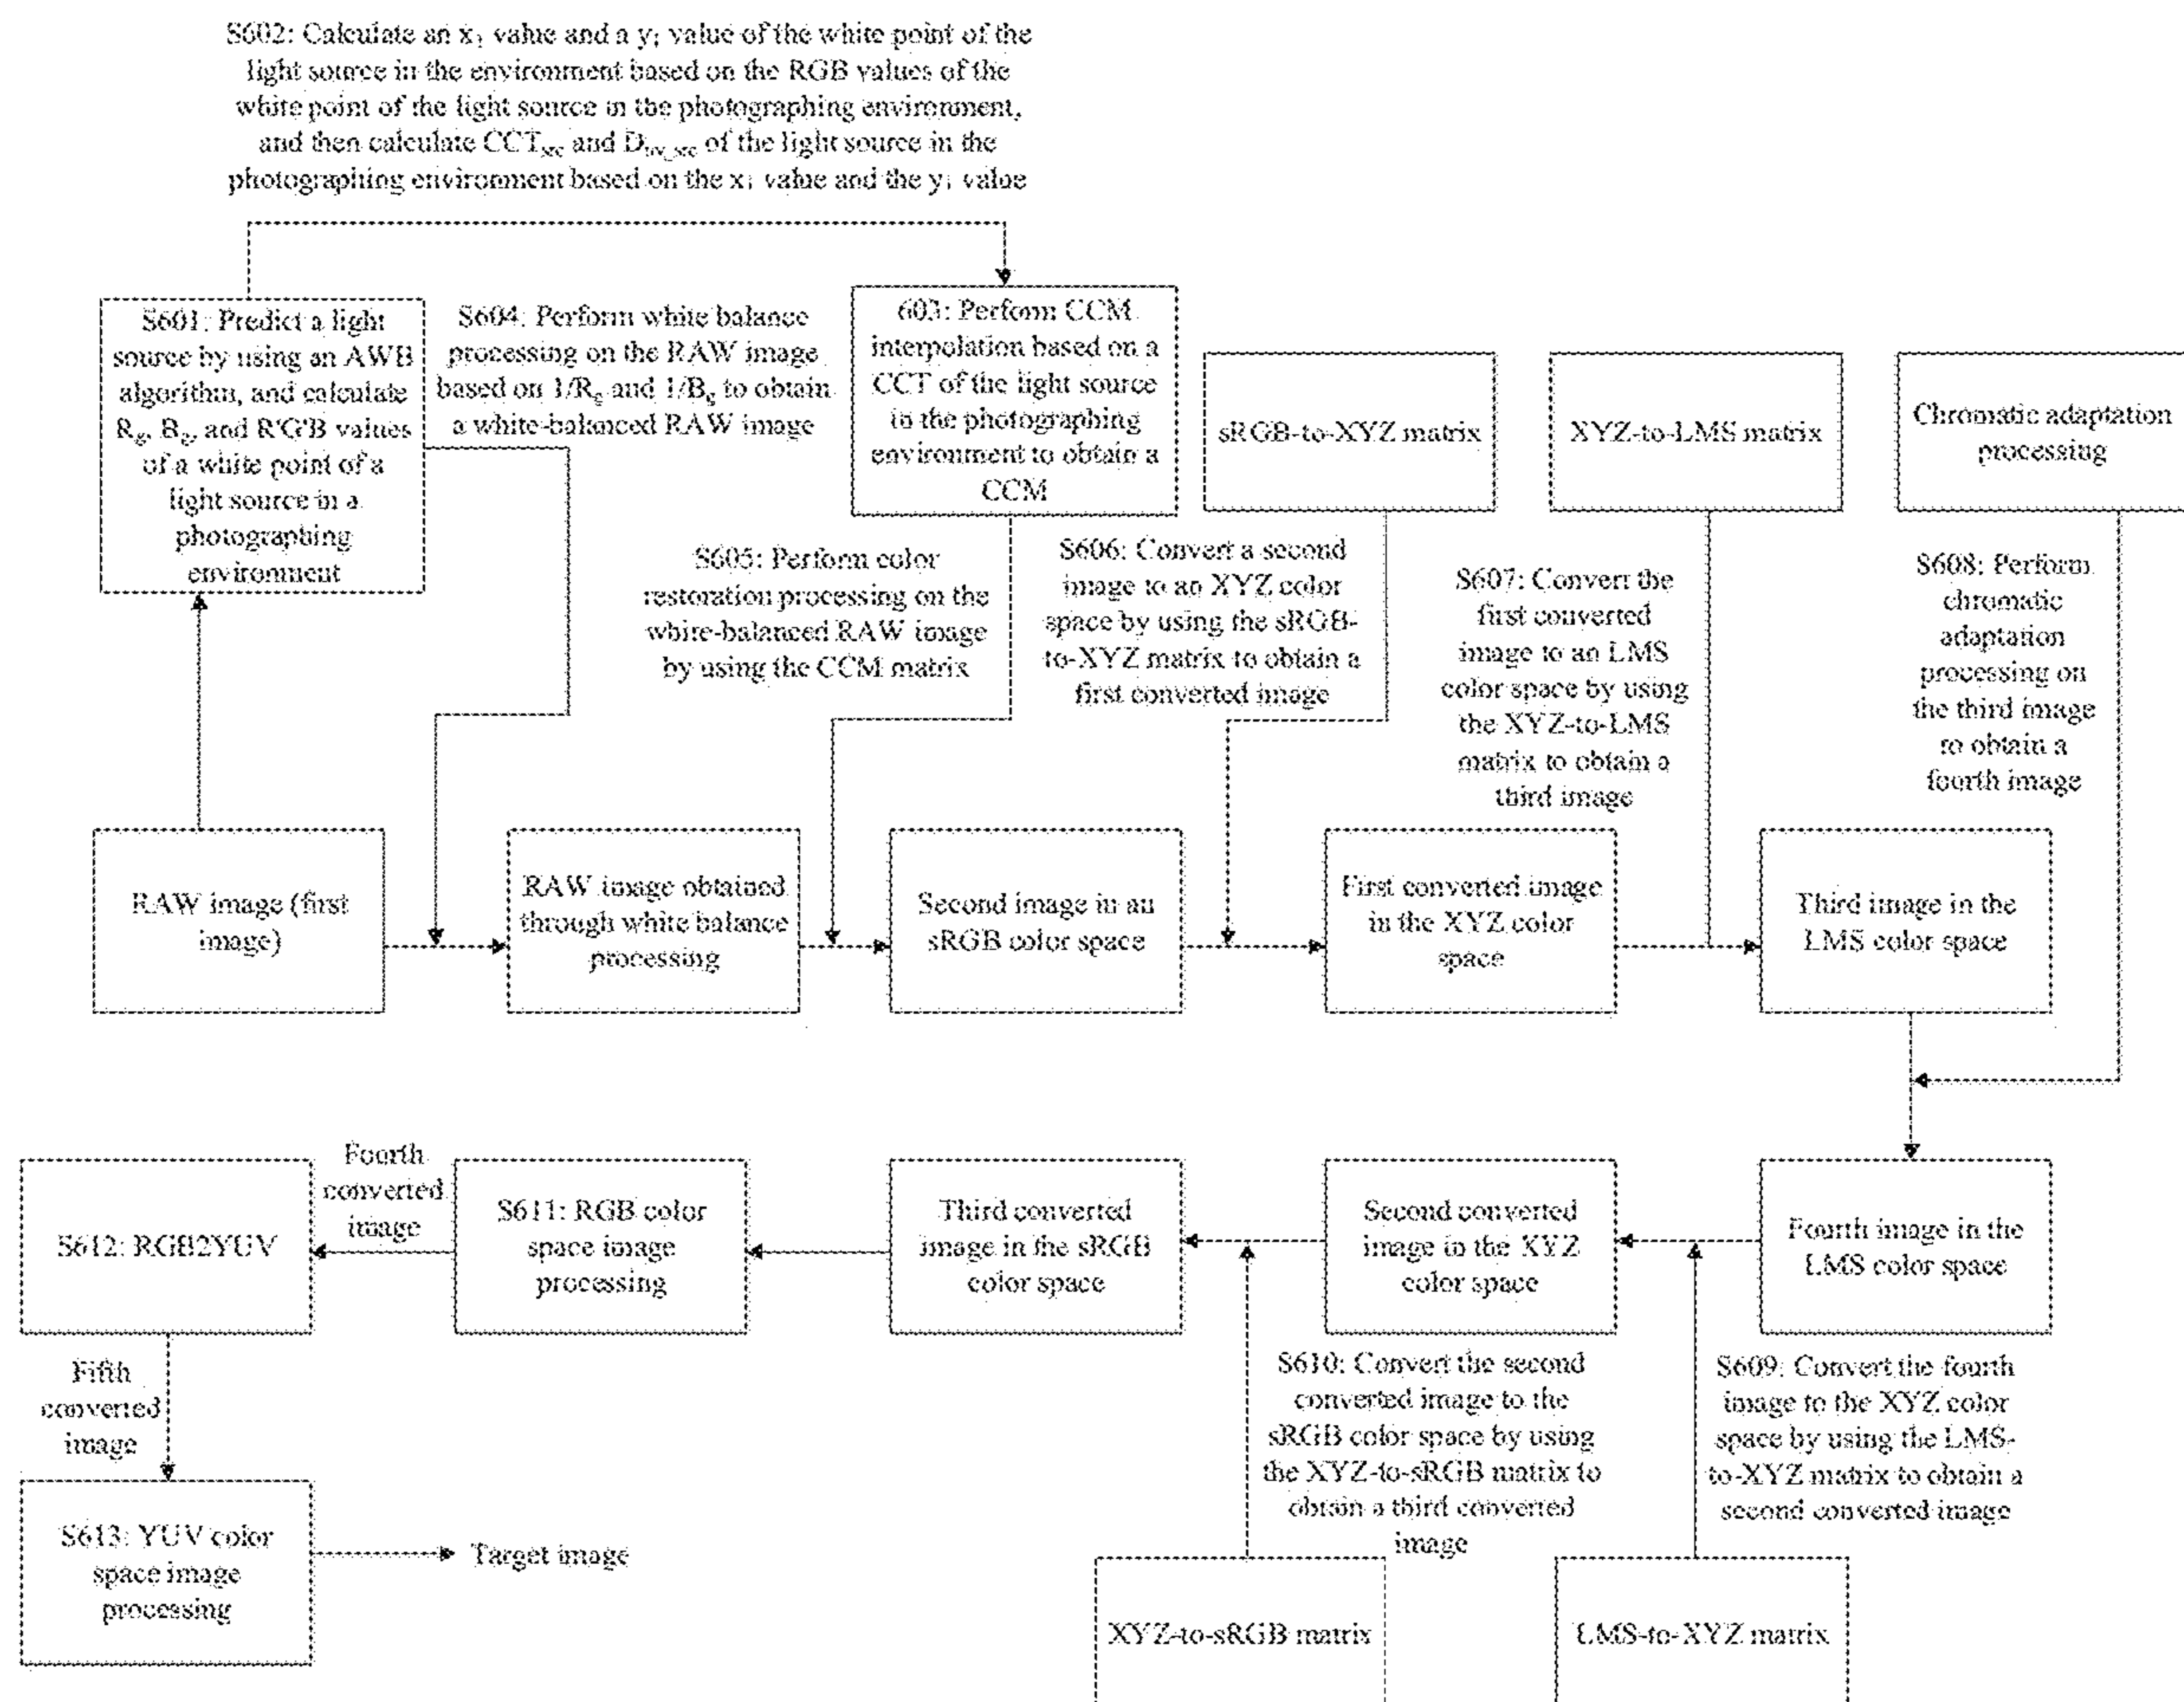 S602: Calculate an x₁ value and a y₁ value of the white point of the
light source in the environment based on the RGB values of the
white point of the light source in the photographing environment,
and then calculate CCT_src and D_uv_src of the light source in the
photographing environment based on the x₁ value and the y₁ value
S601: Predict a light
source by using an AWB
algorithm, and calculate
R_g, B_g, and RGB values
of a white point of a
light source in a
photographing
environment
S604: Perform white balance
processing on the RAW image
based on 1/R_g and 1/B_g to obtain
a white-balanced RAW image
603: Perform CCM
interpolation based on a
CCT of the light source
in the photographing
environment to obtain a
CCM
sRGB-to-XYZ matrix
XYZ-to-LMS matrix
Chromatic adaptation
processing
S605: Perform color
restoration processing on the
white-balanced RAW image
by using the CCM matrix
S606: Convert a second
image to an XYZ color
space by using the sRGB-
to-XYZ matrix to obtain a
first converted image
S607: Convert the
first converted
image to an LMS
color space by using
the XYZ-to-LMS
matrix to obtain a
third image
S608: Perform
chromatic
adaptation
processing on
the third image
to obtain a
fourth image
RAW image (first
image)
RAW image obtained
through white balance
processing
Second image in an
sRGB color space
First converted image
in the XYZ color
space
Third image in the
LMS color space
S612: RGB2YUV
Fourth
converted
image
S611: RGB color
space image
processing
Third converted
image in the sRGB
color space
Second converted
image in the XYZ
color space
Fourth image in the
LMS color space
Fifth
converted
image
S610: Convert the second
converted image to the
sRGB color space by using
the XYZ-to-sRGB matrix to
obtain a third converted
image
S609: Convert the fourth
image to the XYZ color
space by using the LMS-
to-XYZ matrix to obtain a
second converted image
S613: YUV color
space image
processing
Target image
XYZ-to-sRGB matrix
LMS-to-XYZ matrix